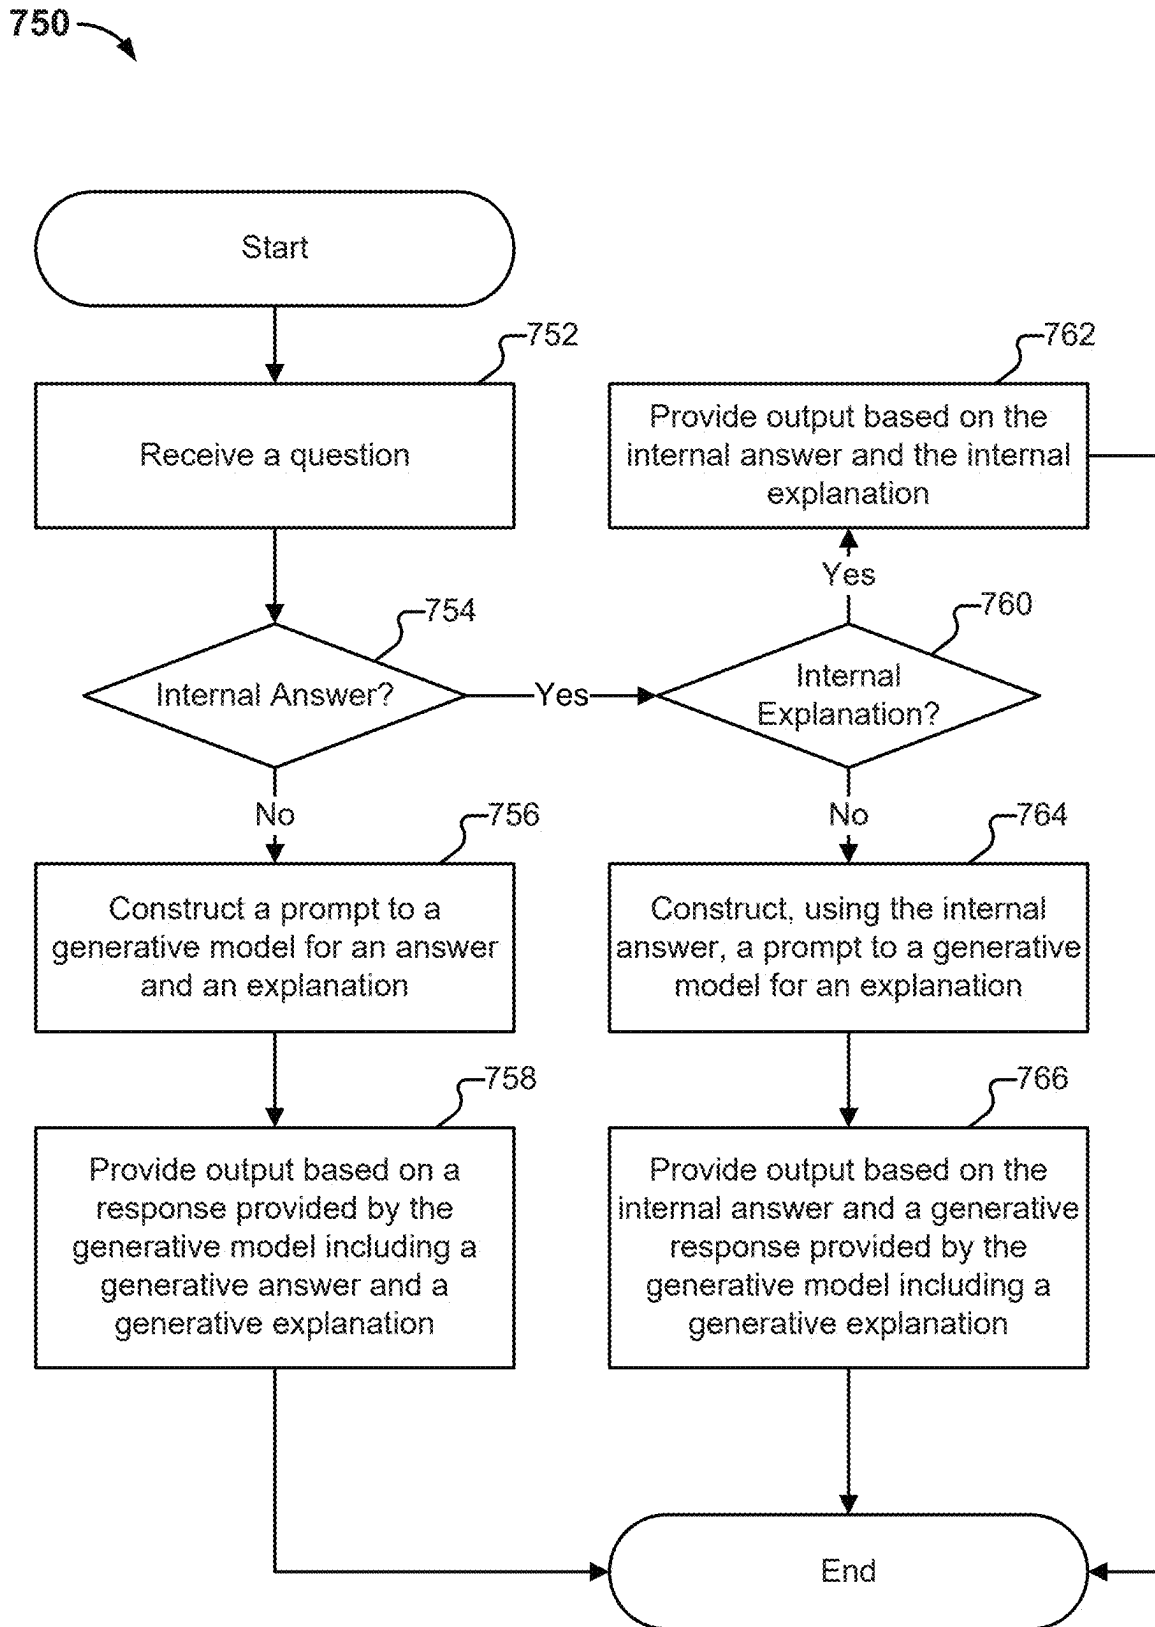 750
Start
752
Receive a question
754
Internal Answer?
Yes
No
756
Construct a prompt to a
generative model for an answer
and an explanation
758
Provide output based on a
response provided by the
generative model including a
generative answer and a
generative explanation
762
Provide output based on the
internal answer and the internal
explanation
Yes
760
Internal
Explanation?
No
764
Construct, using the internal
answer, a prompt to a generative
model for an explanation
766
Provide output based on the
internal answer and a generative
response provided by the
generative model including a
generative explanation
End